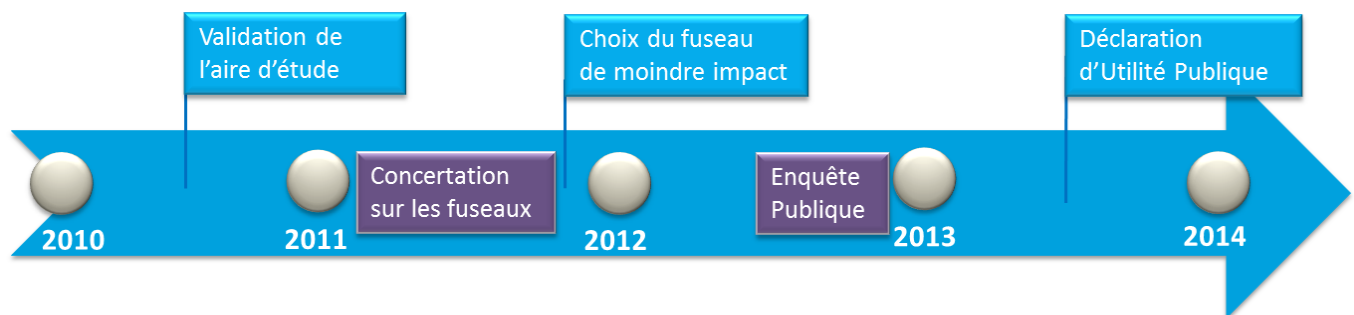 Validation de
l’aire d’étude
Choix du fuseau
de moindre impact
Déclaration
d’Utilité Publique
Concertation
sur les fuseaux
Enquête
Publique
2010
2011
2012
2013
2014